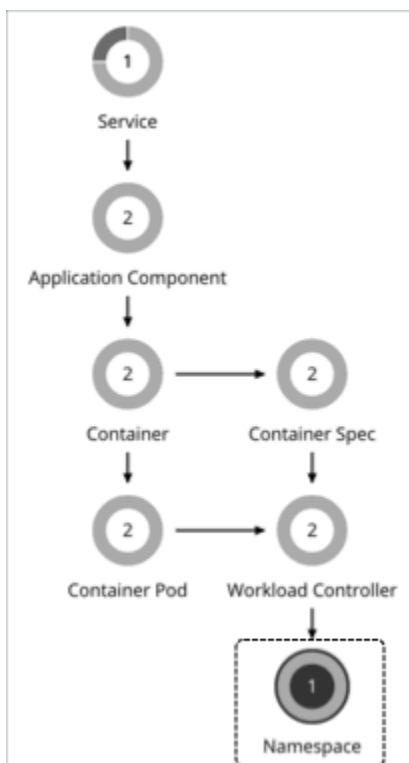 1
Service
2
Application Component
2
2
Container
Container Spec
2
2
Container Pod
Workload Controller
1
Namespace